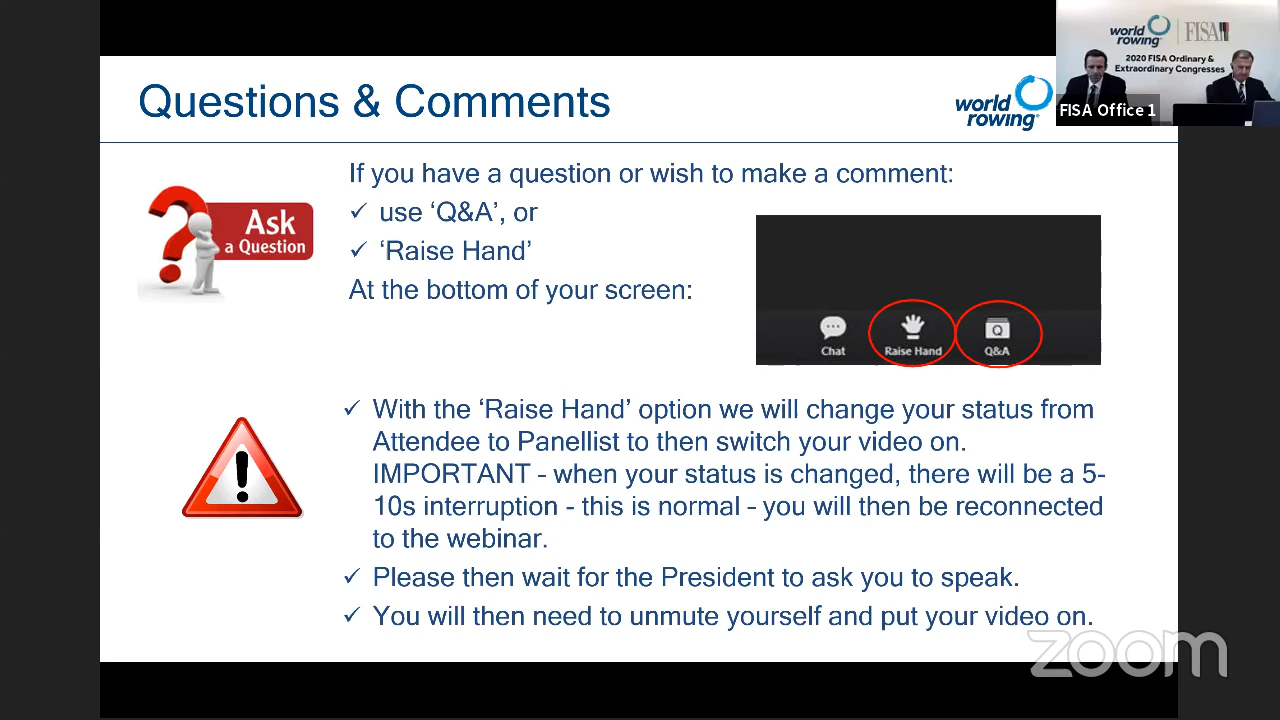 Questions & Comments
world
rowing
world
rowing
FISA
2020 FISA Ordinary &
Extraordinary Congresses
FISA Office 1
Ask
a Question
If you have a question or wish to make a comment:
✓ use ‘Q&A’, or
✓ ‘Raise Hand’
At the bottom of your screen:
Chat
Raise Hand
Q
Q&A
✓ With the ‘Raise Hand’ option we will change your status from
Attendee to Panellist to then switch your video on.
IMPORTANT – when your status is changed, there will be a 5-
10s interruption - this is normal – you will then be reconnected
to the webinar.
✓ Please then wait for the President to ask you to speak.
✓ You will then need to unmute yourself and put your video on.
zoom